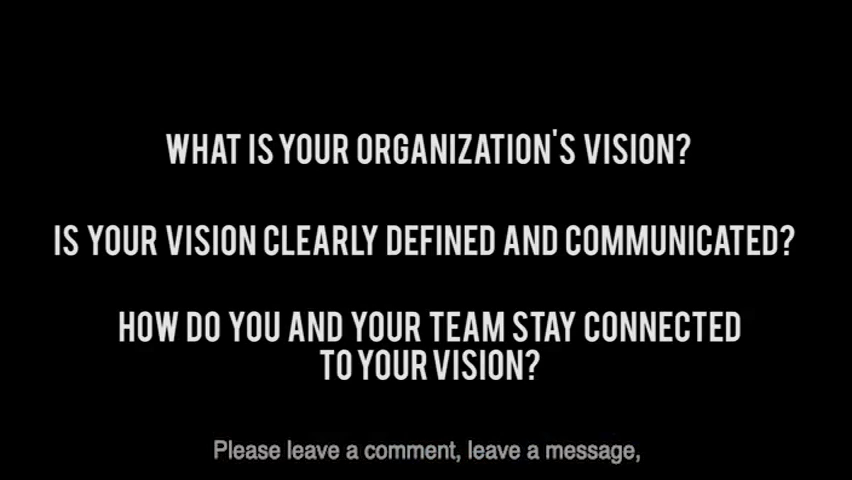 WHAT IS YOUR ORGANIZATION'S VISION?
IS YOUR VISION CLEARLY DEFINED AND COMMUNICATED?
HOW DO YOU AND YOUR TEAM STAY CONNECTED
TO YOUR VISION?
Please leave a comment, leave a message,